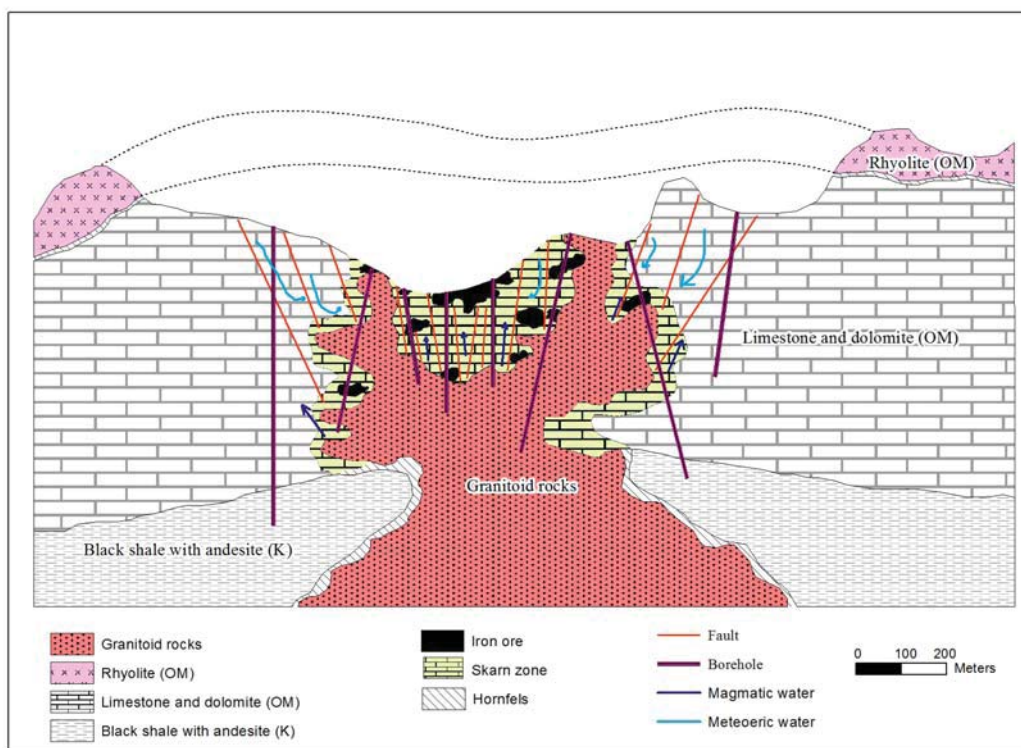 Rhyolite (OM)
Limestone and dolomite (OM)
Granitoid rocks
Black shale with andesite (K)
Granitoid rocks
Rhyolite (OM)
Limestone and dolomite (OM)
Black shale with andesite (K)
Iron ore
Skarn zone
Hornfels
Fault
Borehole
Magmatic water
Meteoeric water
0 100 200
Meters